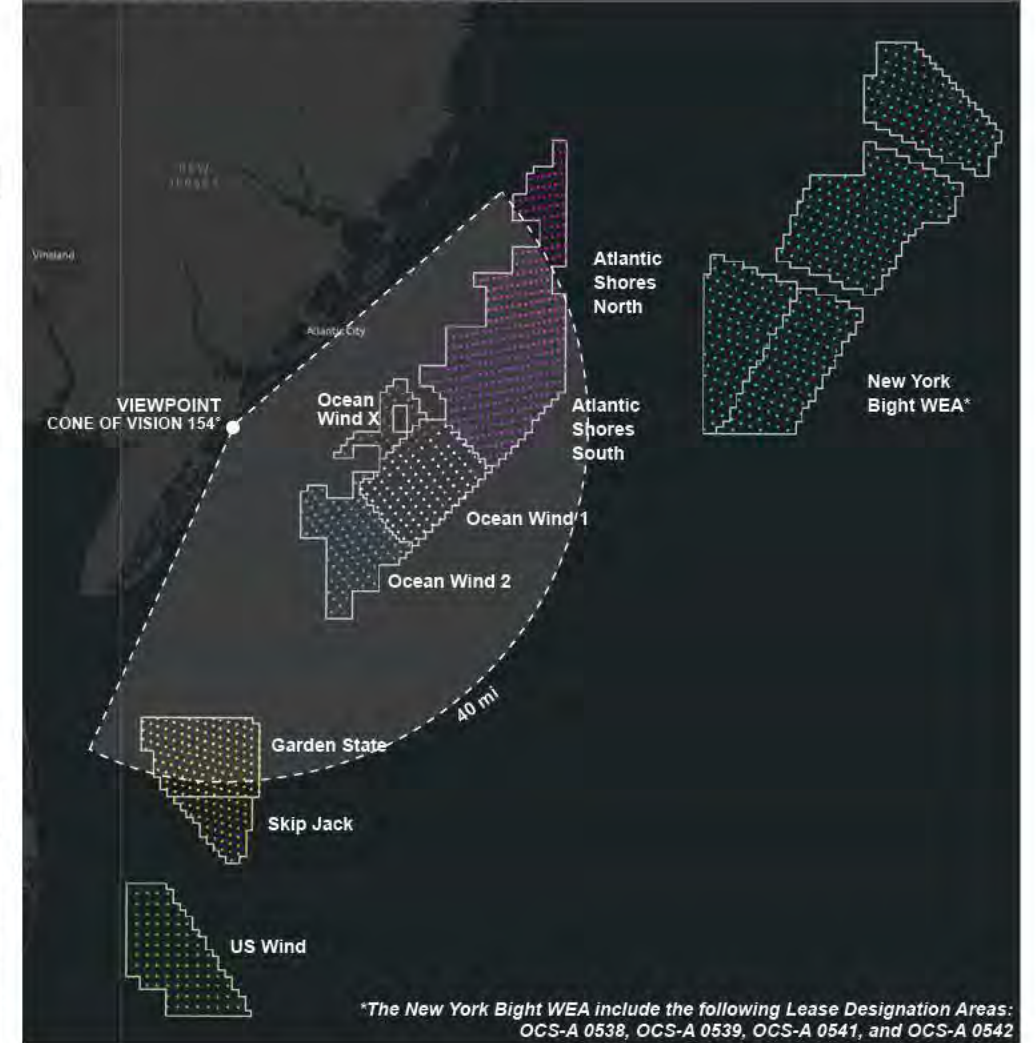 NEW
JERSEY
Vineland
Atlantic City
Atlantic
Shores
North
VIEWPOINT
CONE OF VISION 154°
Ocean
Wind X
Atlantic
Shores
South
New York
Bight WEA*
Ocean Wind 1
Ocean Wind 2
40 mi
Garden State
Skip Jack
US Wind
*The New York Bight WEA include the following Lease Designation Areas:
OCS-A 0538, OCS-A 0539, OCS-A 0541, and OCS-A 0542